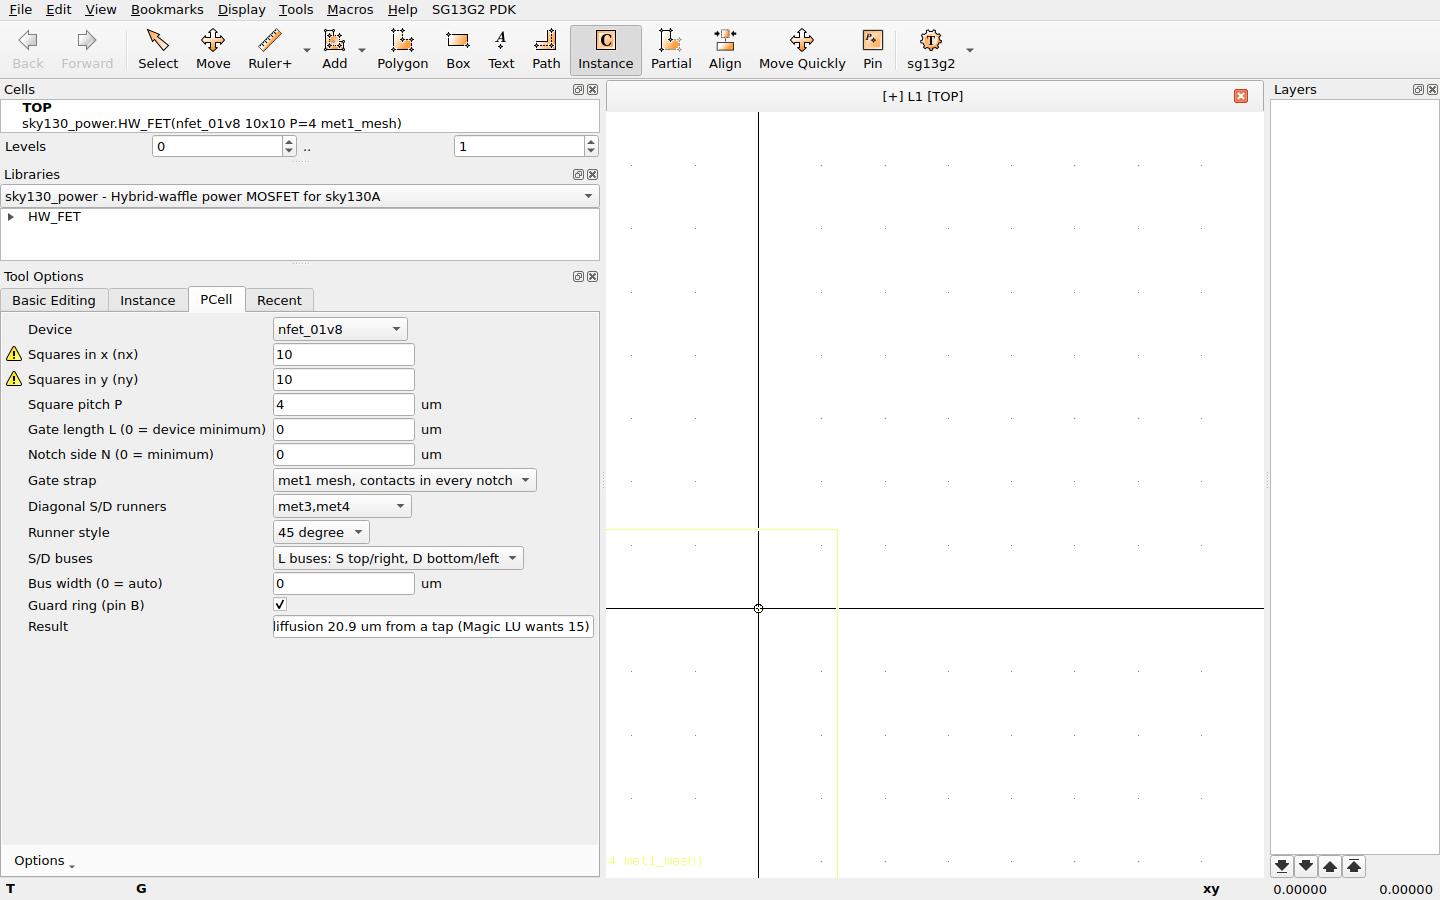 File Edit View Bookmarks Display Tools Macros Help SG13G2 PDK
Back Forward Select Move Ruler+ Add Polygon Box Text Path Instance Partial Align Move Quickly Pin sg13g2
Cells
TOP
sky130_power.HW_FET(nfet_01v8 10x10 P=4 met1_mesh)
Levels 0 .. 1
Libraries
sky130_power - Hybrid-waffle power MOSFET for sky130A
HW_FET
Tool Options
Basic Editing Instance PCell Recent
Device nfet_01v8
Squares in x (nx) 10
Squares in y (ny) 10
Square pitch P 4 um
Gate length L (0 = device minimum) 0 um
Notch side N (0 = minimum) 0 um
Gate strap met1 mesh, contacts in every notch
Diagonal S/D runners met3,met4
Runner style 45 degree
S/D buses L buses: S top/right, D bottom/left
Bus width (0 = auto) 0 um
Guard ring (pin B)
Result liffusion 20.9 um from a tap (Magic LU wants 15)
Options
[+] L1 [TOP]
4 met1_mesh)
Layers
T G xy 0.00000 0.00000